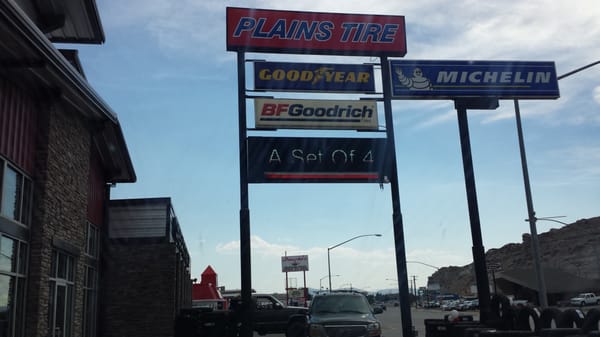 PLAINS TIRE
GOODYEAR
MICHELIN
BFGoodrich
A Set Of 4